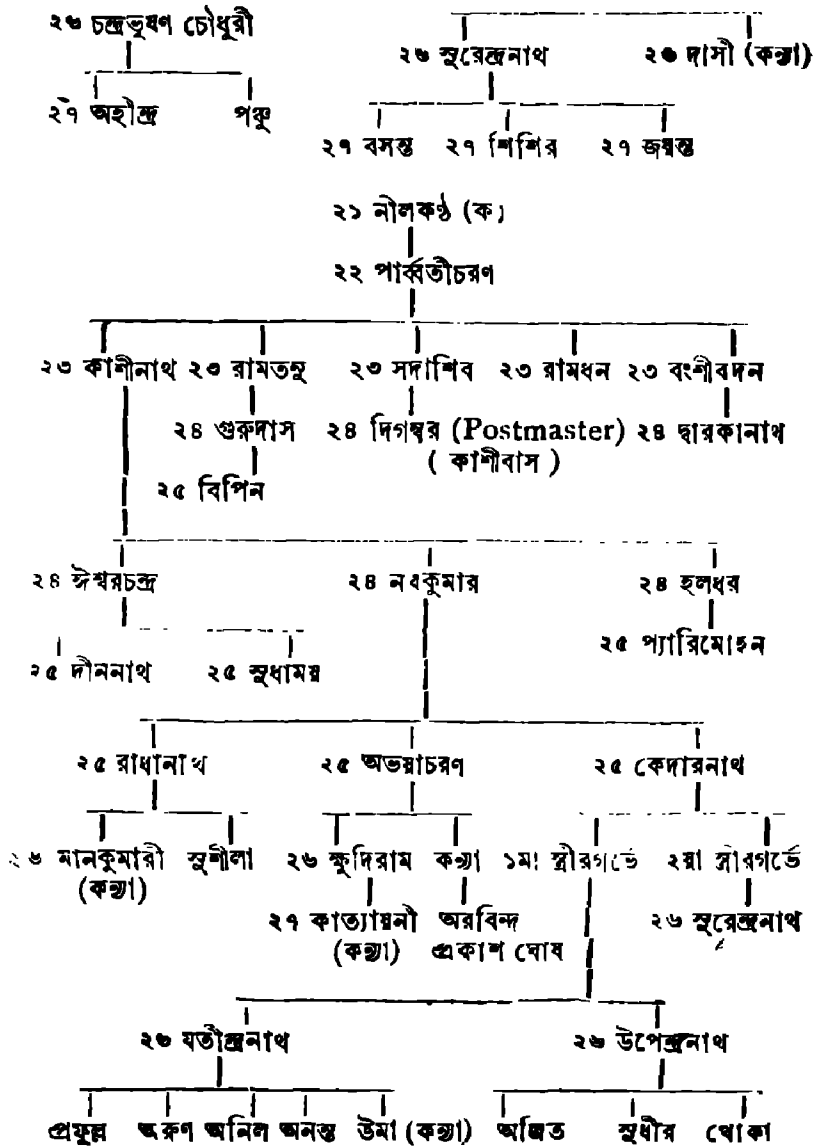 ২৬ চন্দ্রভূষণ চৌধুরী
২৬ সুরেন্দ্রনাথ ২৬ দাসী (কন্যা)
২৭ অহীন্দ্র পঞ্চু
২৭ বসন্ত ২৭ শিশির ২৭ জয়ন্ত
২১ নীলকণ্ঠ (ক)
২২ পার্ব্বতীচরণ
২৩ কাশীনাথ ২৩ রামতনু ২৩ সদাশিব ২৩ রামধন ২৩ বংশীবদন
২৪ গুরুদাস ২৪ দিগম্বর (Postmaster) ২৪ দ্বারকানাথ
( কাশীবাস )
২৫ বিপিন
২৪ ঈশ্বরচন্দ্র ২৪ নবকুমার ২৪ হলধর
২৫ প্যারিমোহন
২৫ দীননাথ ২৫ সুধাময়
২৫ রাধানাথ ২৫ অভয়াচরণ ২৫ কেদারনাথ
২৬ মানকুমারী সুশীলা ২৬ ক্ষুদিরাম কন্যা ১মা স্ত্রীরগর্ভে ২য়া স্ত্রীরগর্ভে
(কন্যা)
২৭ কাত্যায়নী অরবিন্দ ২৬ সুরেন্দ্রনাথ
(কন্যা) প্রকাশ ঘোষ
২৬ যতীন্দ্রনাথ ২৬ উপেন্দ্রনাথ
প্রফুল্ল অরুণ অনিল অনন্ত উমা (কন্যা) অজিত সুধীর খোকা